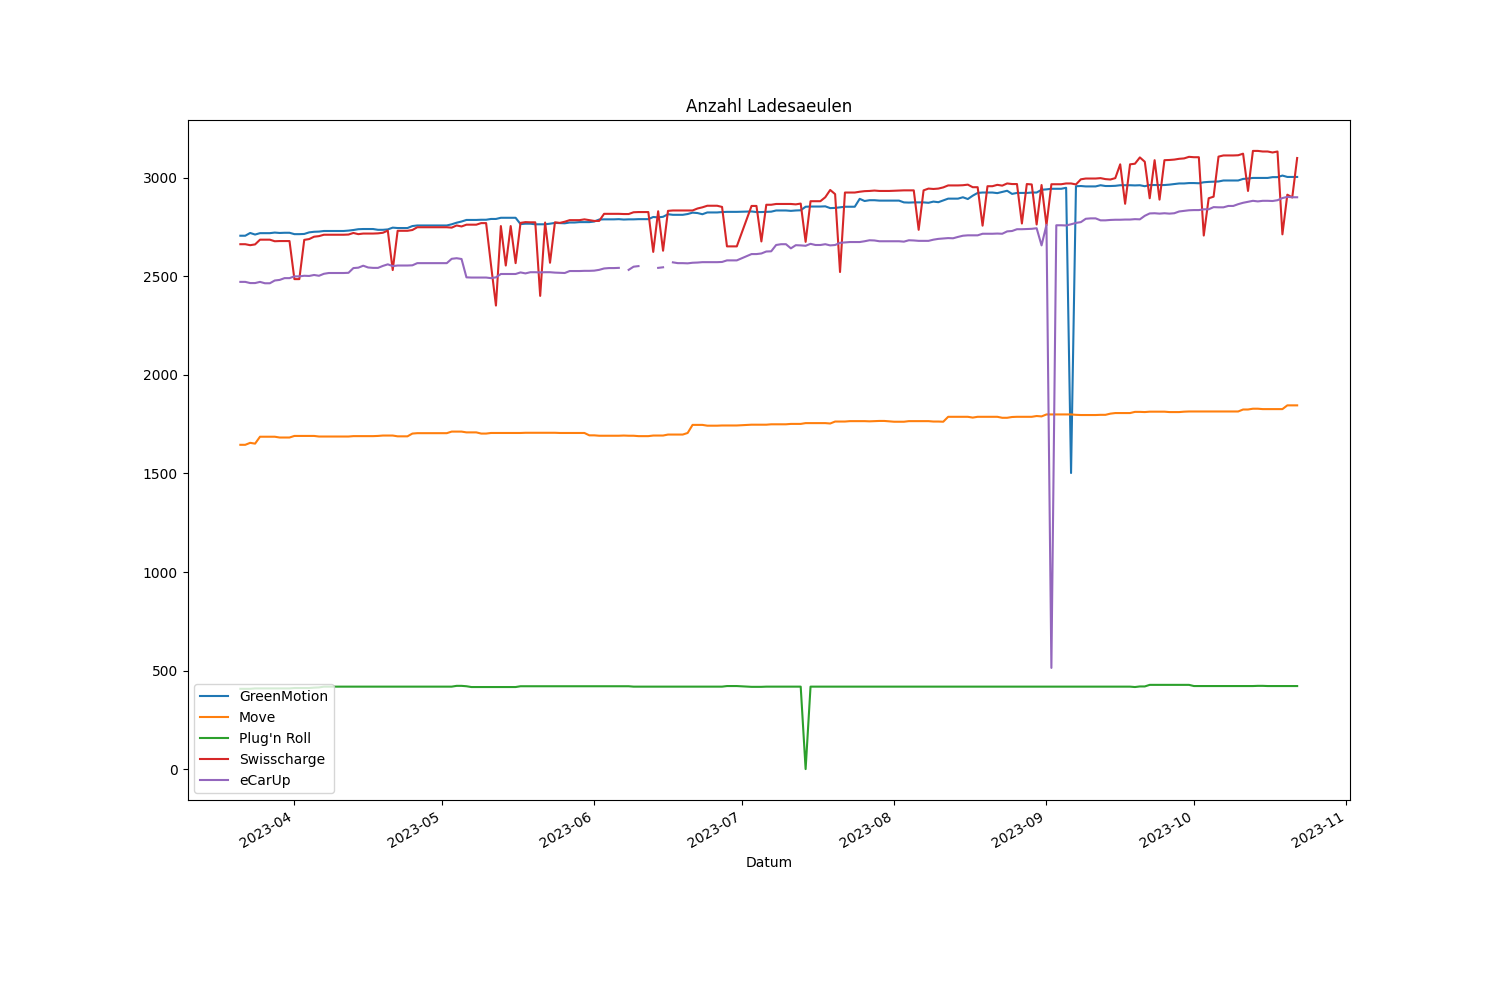 Anzahl Ladesaeulen
3000
2500
2000
1500
1000
500
0
GreenMotion
Move
Plug'n Roll
Swisscharge
eCarUp
2023-04
2023-05
2023-06
2023-07
2023-08
2023-09
2023-10
2023-11
Datum